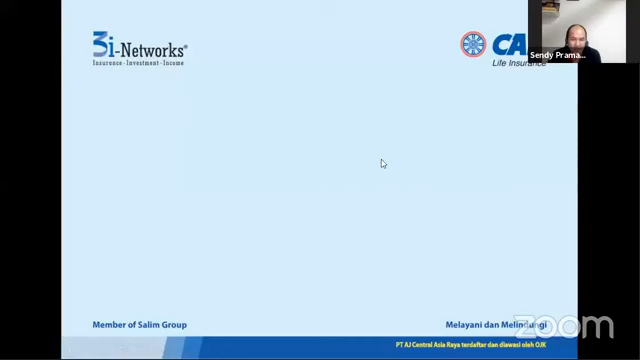 3i-Networks®
Insurance - Investment - Income
CA
Life Insurance
Sendy Prama...
Member of Salim Group
Melayani dan Melindungi
zoom
PT AJ Central Asia Raya terdaftar dan diawasi oleh OJK